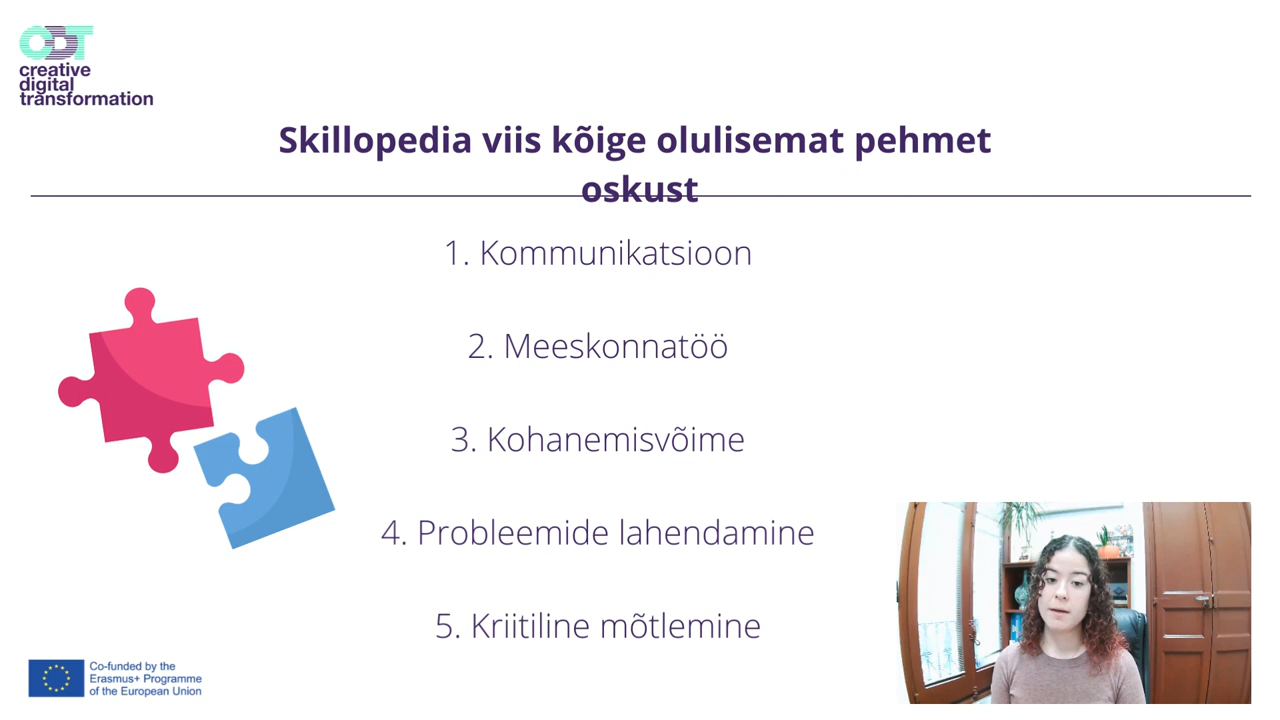 CDT
creative
digital
transformation
Skillopedia viis kõige olulisemat pehmet
oskust
1. Kommunikatsioon
2. Meeskonnatöö
3. Kohanemisvõime
4. Probleemide lahendamine
5. Kriitiline mõtlemine
Co-funded by the
Erasmus+ Programme
of the European Union